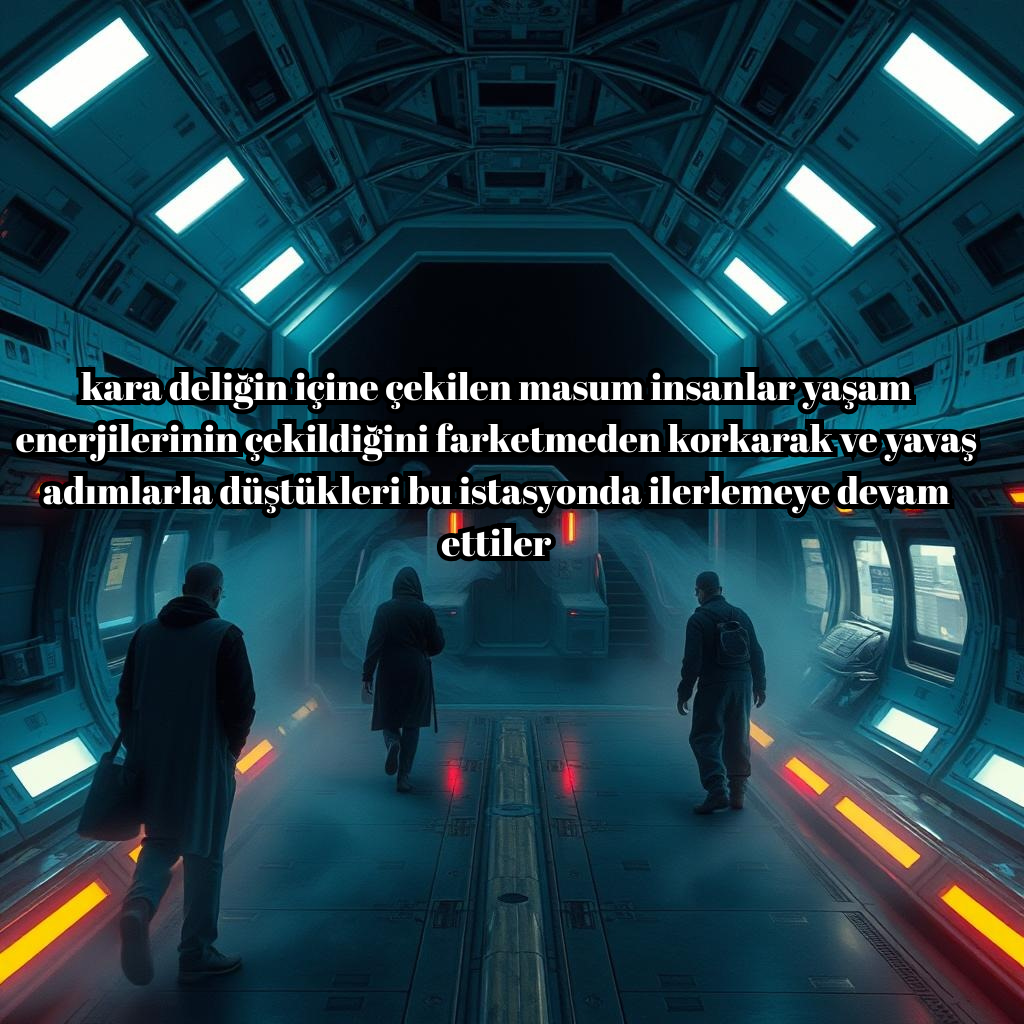 kara deliğin içine çekilen masum insanlar yaşam
enerjilerinin çekildiğini farketmeden korkarak ve yavaş
adımlarla düştükleri bu istasyonda ilerlemeye devam
ettiler